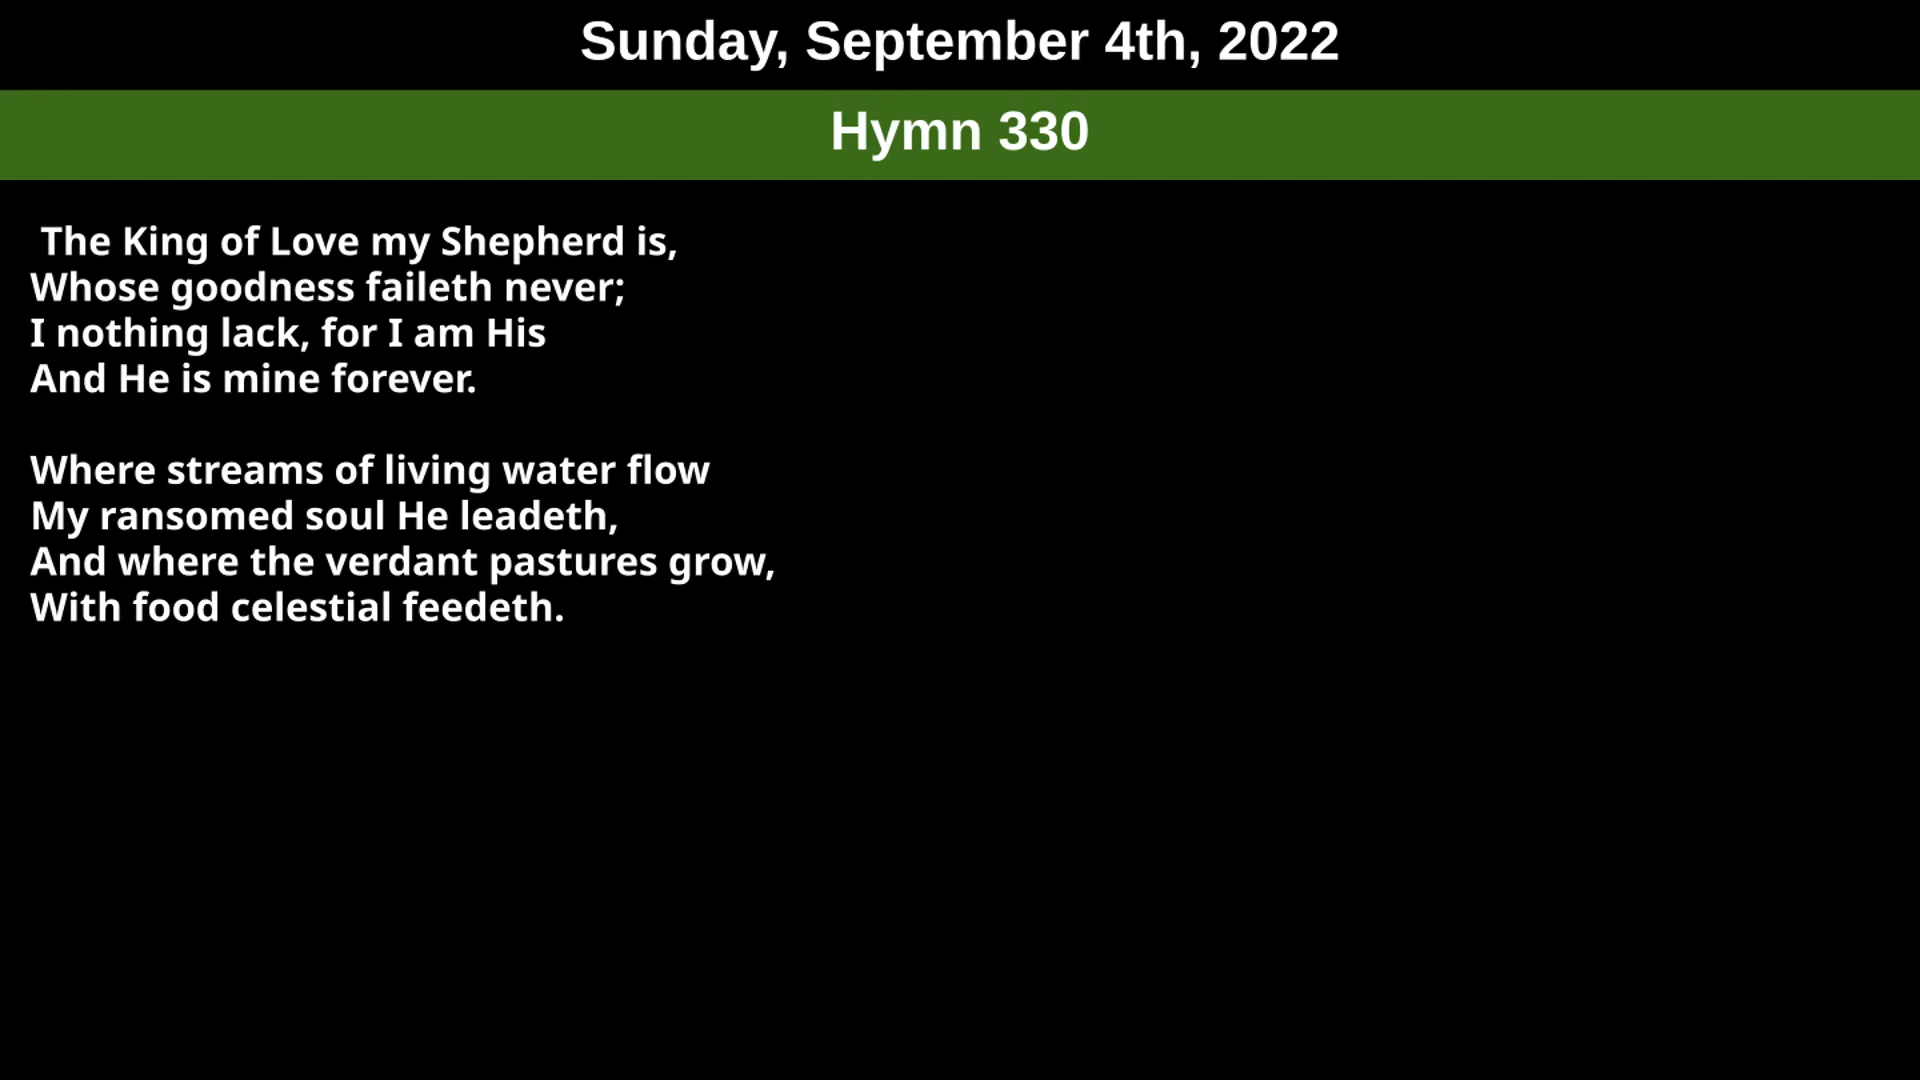 Sunday, September 4th, 2022
Hymn 330
The King of Love my Shepherd is,
Whose goodness faileth never;
I nothing lack, for I am His
And He is mine forever.
Where streams of living water flow
My ransomed soul He leadeth,
And where the verdant pastures grow,
With food celestial feedeth.